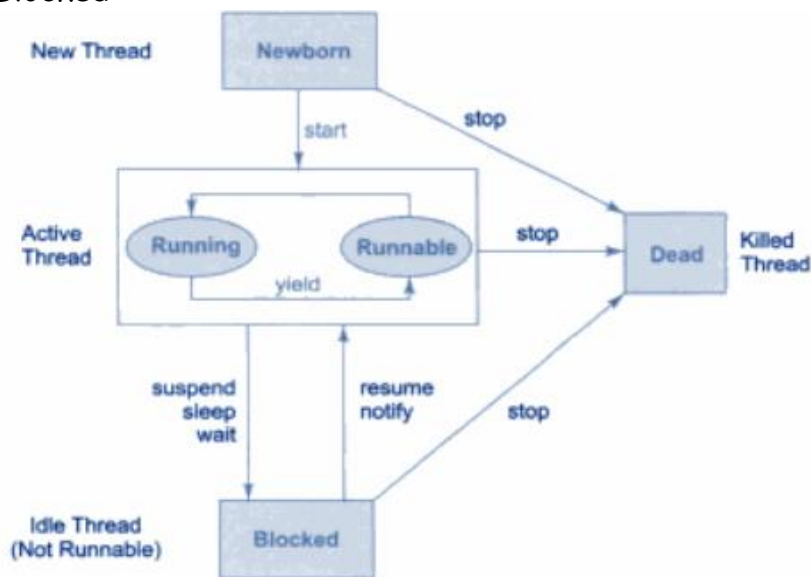 Blocked
New Thread
Newborn
start
stop
Active
Thread
Running
Runnable
yield
stop
Dead
Killed
Thread
suspend
sleep
wait
resume
notify
stop
Idle Thread
(Not Runnable)
Blocked